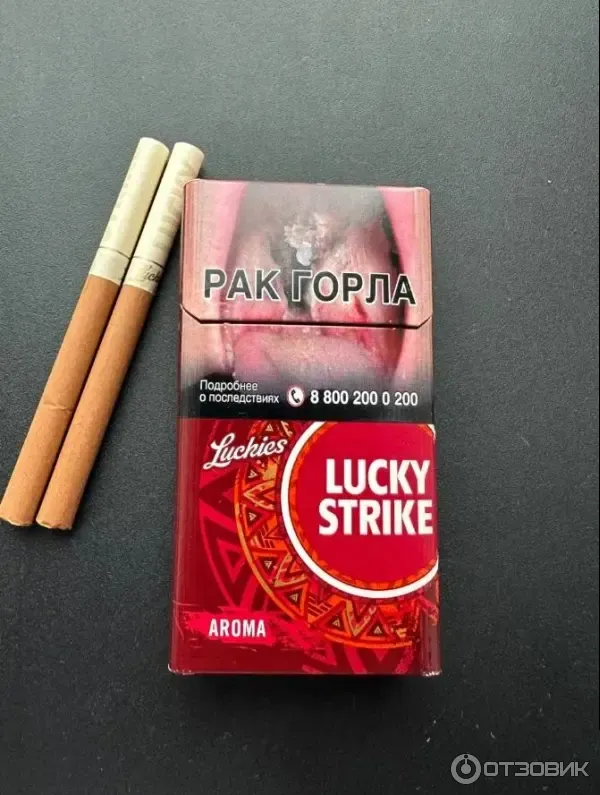 РАК ГОРЛА
Подробнее
о последствиях 8 800 200 0 200
Luckies
LUCKY
STRIKE
AROMA
ОТЗОВИК